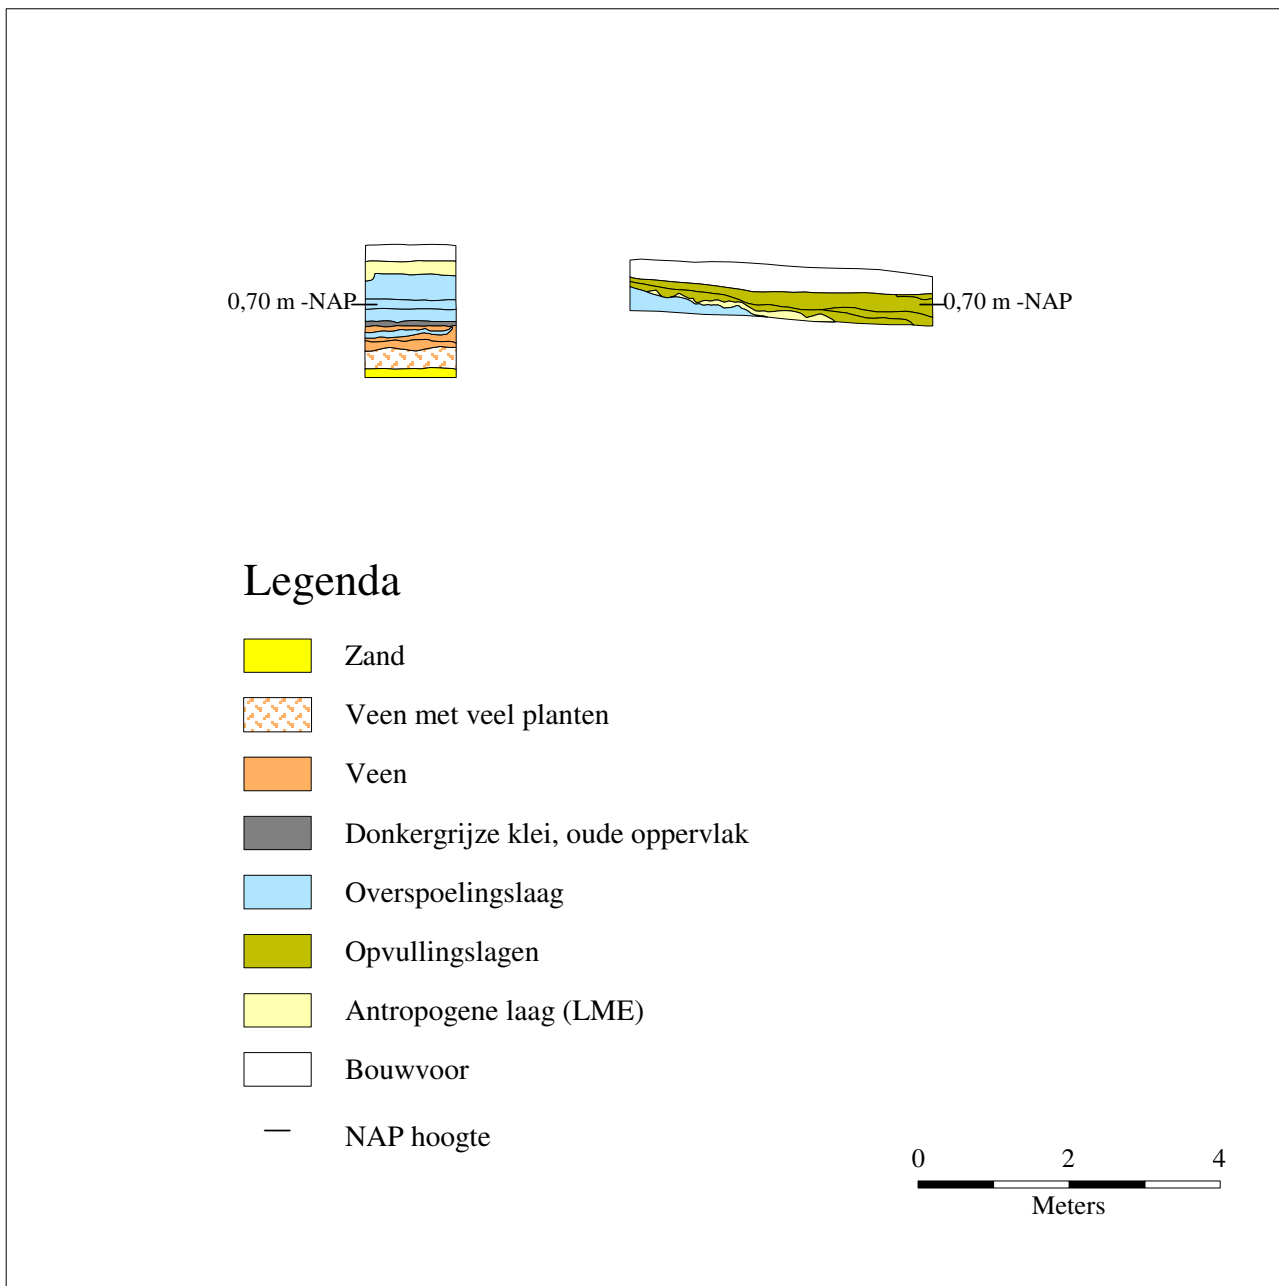 0,70 m -NAP
0,70 m -NAP
Legenda
Zand
Veen met veel planten
Veen
Donkergrijze klei, oude oppervlak
Overspoelingslaag
Opvullingslagen
Antropogene laag (LME)
Bouwvoor
NAP hoogte
0 2 4
Meters